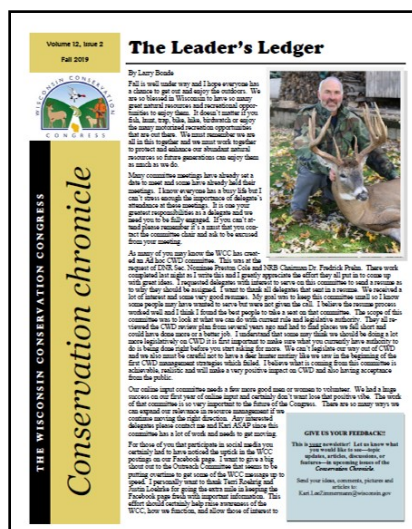 Volume 12, Issue 2
Fall 2019
WISCONSIN CONSERVATION
CONGRESS
THE WISCONSIN CONSERVATION CONGRESS
Conservation chronicle
The Leader's Ledger
By Larry Bonde
Fall is well under way and I hope everyone has
a chance to get out and enjoy the outdoors. We
are so blessed in Wisconsin to have so many
great natural resources and recreational oppor-
tunities to enjoy them. It doesn't matter if you
fish, hunt, trap, bike, hike, birdwatch or enjoy
the many motorized recreation opportunities
that are out there. We must remember we are
all in this together and we must work together
to protect and enhance our abundant natural
resources so future generations can enjoy them
as much as we do.
Many committee meetings have already set a
date to meet and some have already held their
meetings. I know everyone has a busy life but I
can't stress enough the importance of delegate's
attendance at these meetings. It is one your
greatest responsibilities as a delegate and we
need you to be fully engaged. If you can't at-
tend please remember it's a must that you con-
tact the committee chair and ask to be excused
from your meeting.
As many of you may know the WCC has creat-
ed an Ad hoc CWD committee. This was at the
request of DNR Sec. Nominee Preston Cole and NRB Chairman Dr. Fredrick Prehn. There work
completed last night as I write this and I greatly appreciate the effort they all put in to come up
with great ideas. I requested delegates with interest to serve on this committee to send a resume as
to why they should be assigned. I want to thank all delegates that sent in a resume. We received a
lot of interest and some very good resumes. My goal was to keep this committee small so I know
some people may have wanted to serve but were not given the call. I believe the resume process
worked well and I think I found the best people to take a seat on that committee. The scope of this
committee was to look at what we can do with current rule and legislative authority. They all re-
viewed the CWD review plan from several years ago and had to find places we fall short and
could have done more or a better job. I understand that some may think we should be doing a lot
more legislatively on CWD it is first important to make sure what you currently have authority to
do is being done right before you start asking for more. We can't legislate our way out of CWD
and we also must be careful not to have a deer hunter mutiny like we saw in the beginning of the
first CWD management strategies which failed. I believe what is coming from this committee is
achievable, realistic and will make a very positive impact on CWD and also having acceptance
from the public.
Our online input committee needs a few more good men or women to volunteer. We had a huge
success on our first year of online input and certainly don't want lose that positive vibe. The work
of that committee is so very important to the future of the Congress. There are so many ways we
can expand our relevance in resource management if we
continue moving the right direction. Any interested
delegates please contact me and Kari ASAP since this
committee has a lot of work and needs to get moving.
For those of you that participate in social media you
certainly had to have noticed the uptick in the WCC
postings on our Facebook page. I want to give a big
shout out to the Outreach Committee that seems to be
putting overtime to get some of the WCC message up to
speed. I personally want to thank Terri Roehrig and
Justin Loehrke for going the extra mile in keeping the
Facebook page fresh with important information. This
effort should certainly help raise awareness of the
WCC, how we function, and allow those of interest to
GIVE US YOUR FEEDBACK!!
This is your newsletter! Let us know what
you would like to see—topic
updates, articles, discussions, or
features—in upcoming issues of the
Conservation Chronicle.
Send your ideas, comments, pictures and
articles to:
Kari.LeeZimmermann@wisconsin.gov